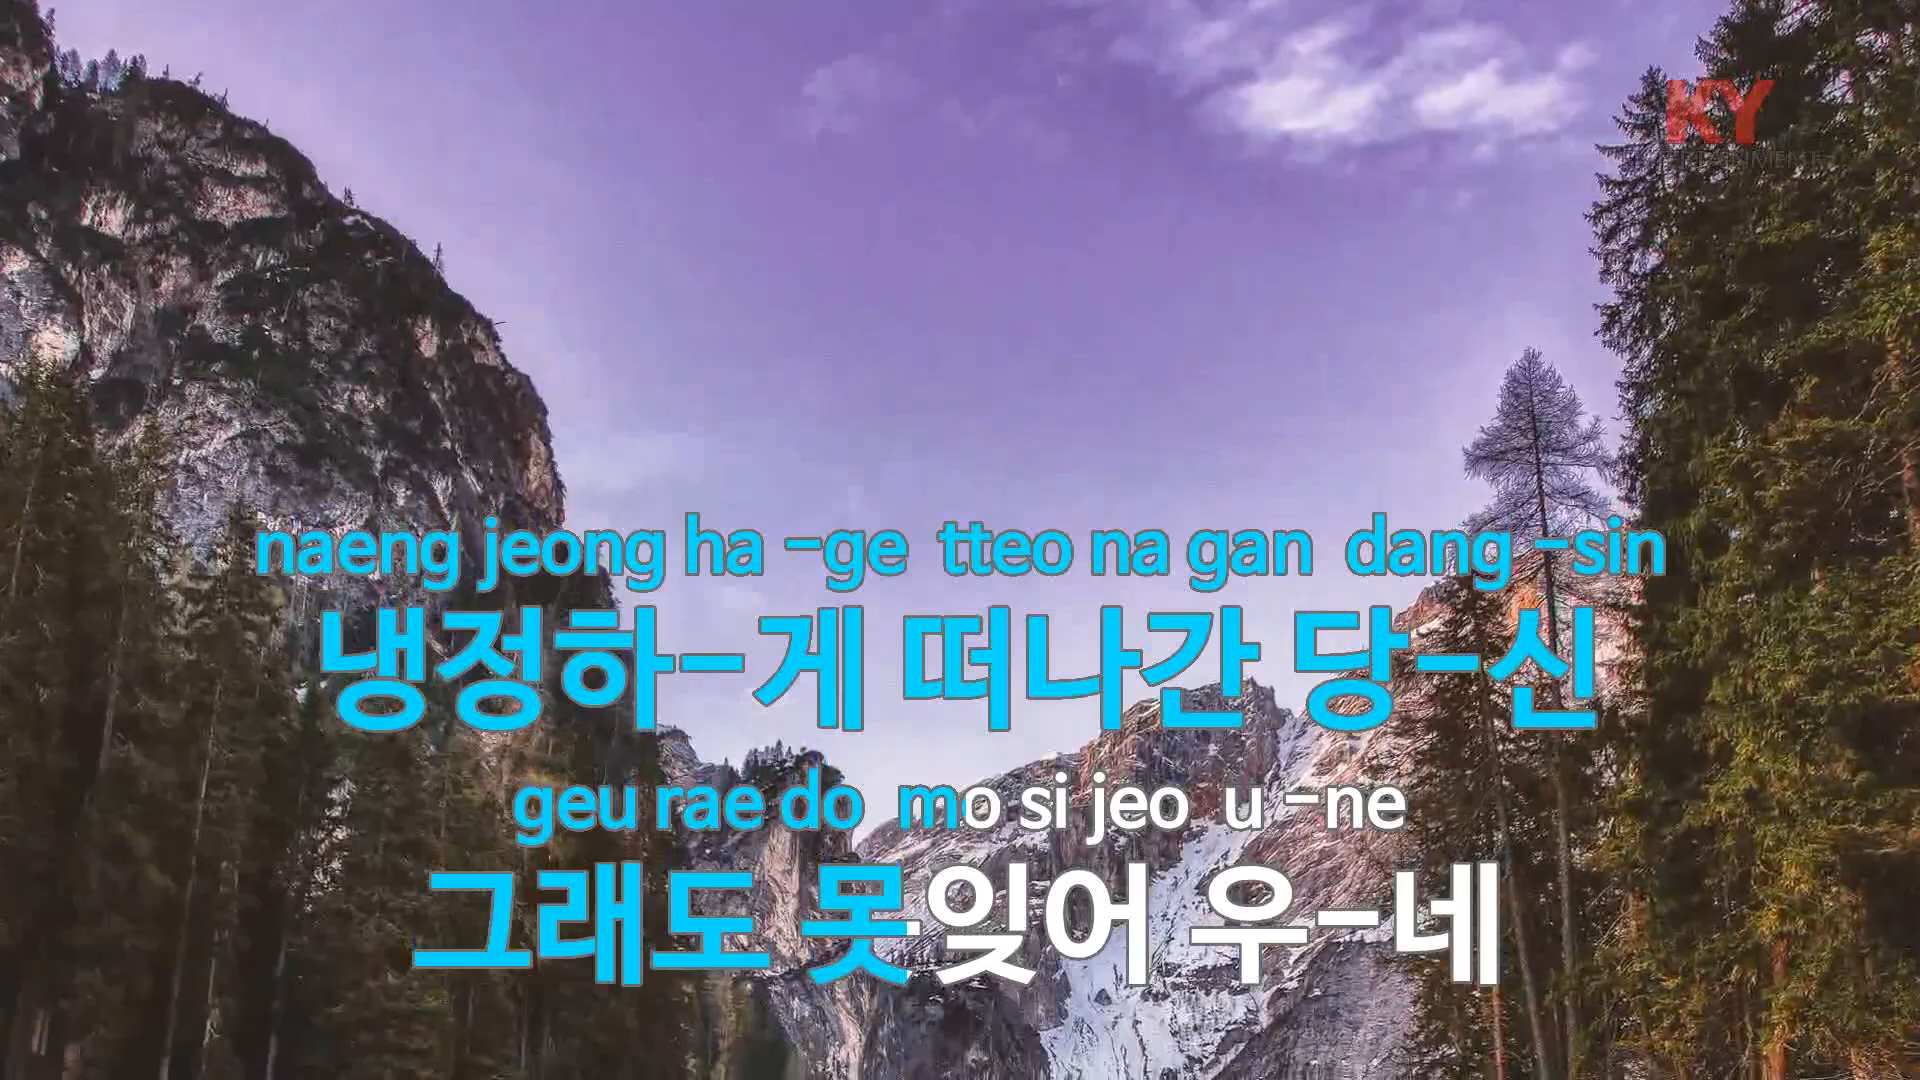 KY
ENTERTAINMENT
naeng jeong ha -ge tteo na gan dang -sin
냉정하-게 떠나간 당-신
geu rae do mo si jeo u -ne
그래도 못잊어 우-네